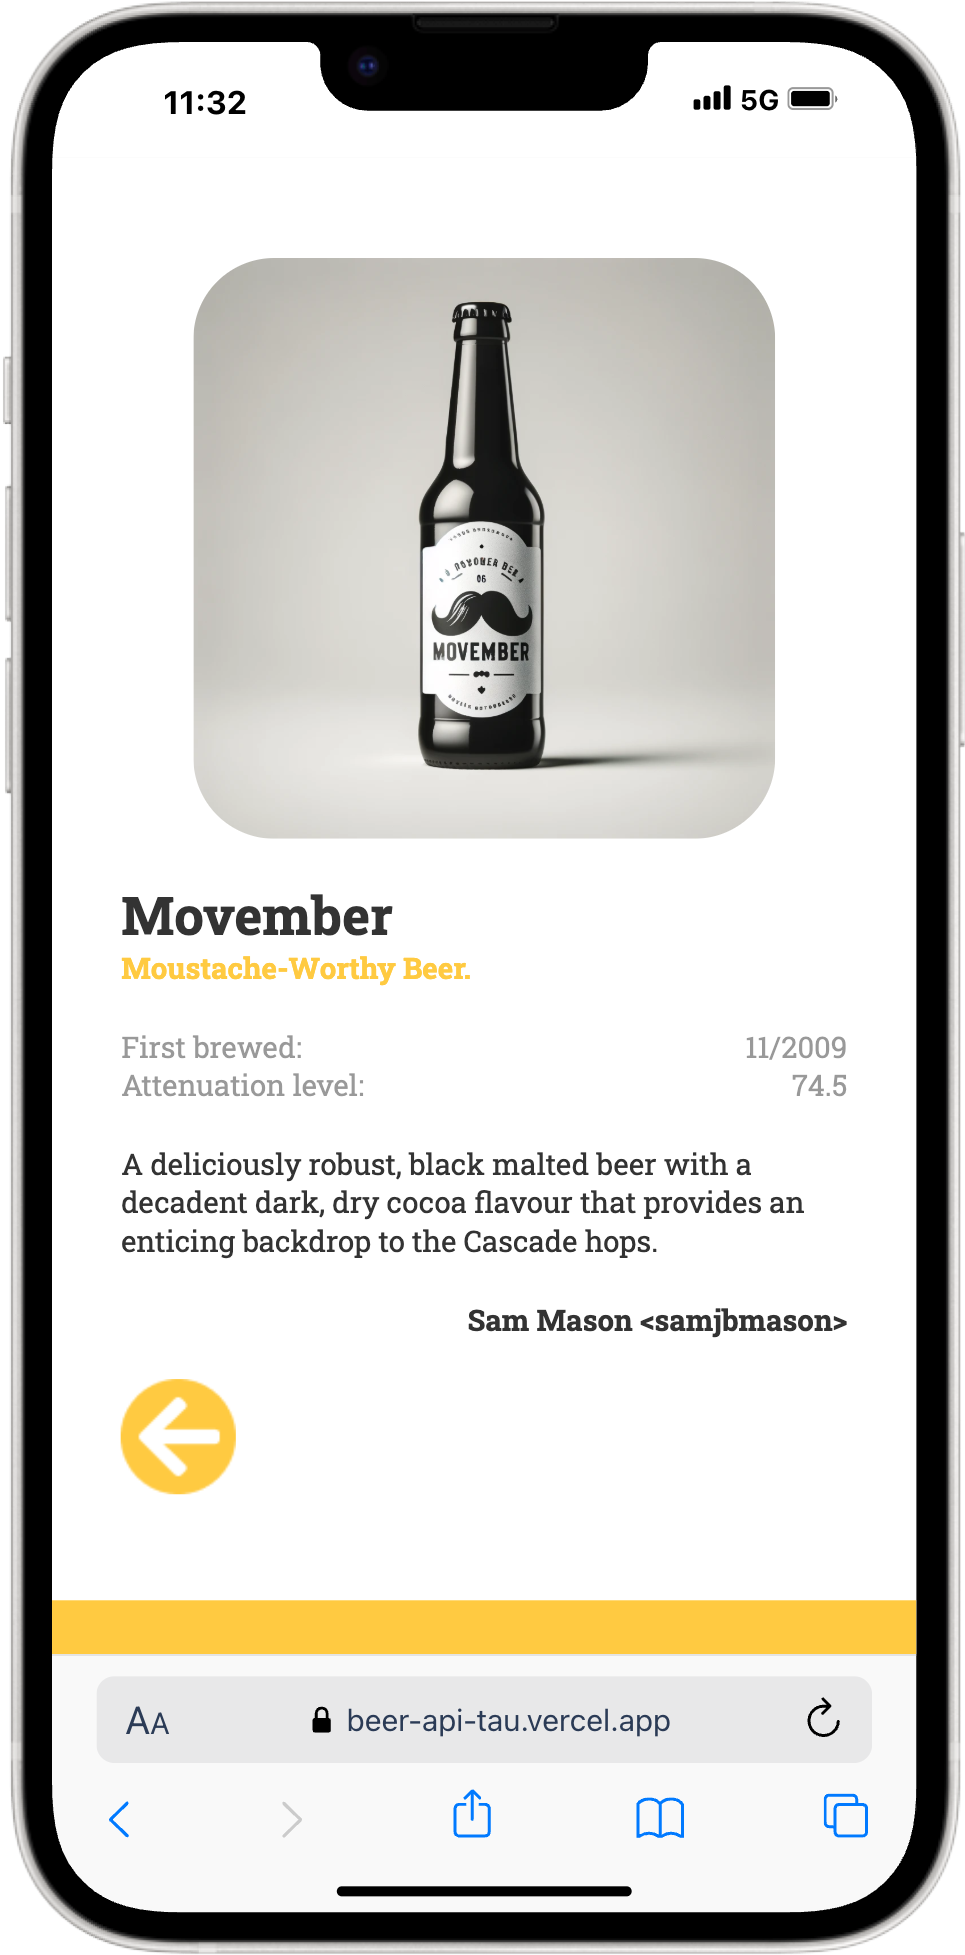 11:32
5G
06
MOVEMBER
Movember
Moustache-Worthy Beer.
First brewed: 11/2009
Attenuation level: 74.5
A deliciously robust, black malted beer with a
decadent dark, dry cocoa flavour that provides an
enticing backdrop to the Cascade hops.
Sam Mason <samjbmason>
AA
beer-api-tau.vercel.app